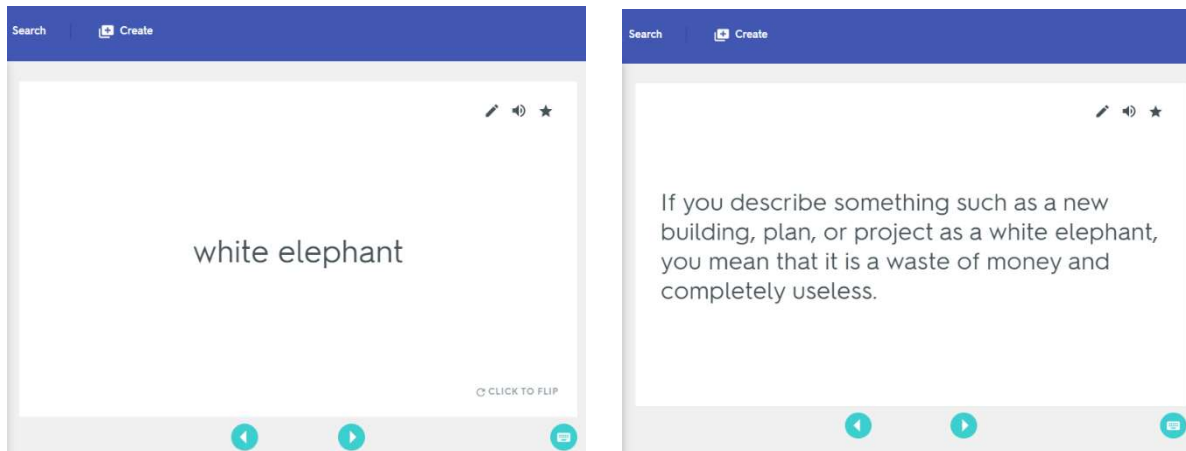 Search
Create
white elephant
CLICK TO FLIP
Search
Create
If you describe something such as a new
building, plan, or project as a white elephant,
you mean that it is a waste of money and
completely useless.